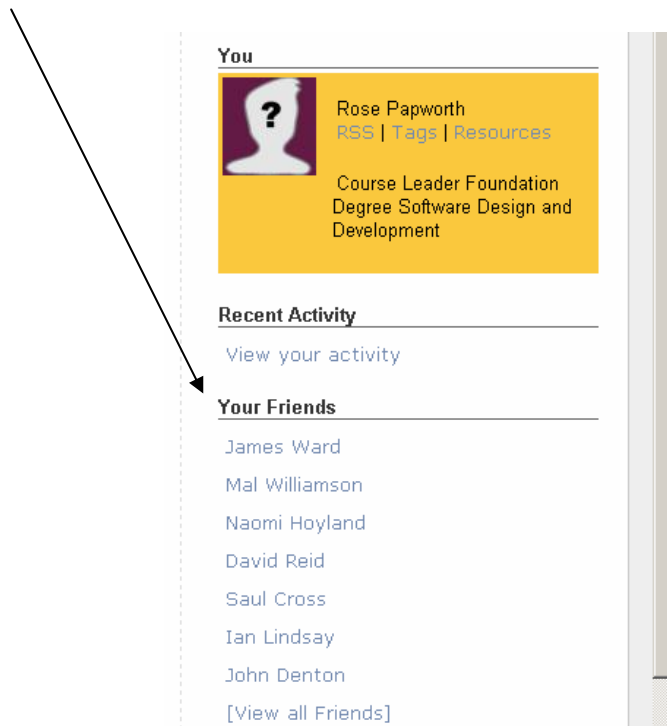 You
?
Rose Papworth
RSS | Tags | Resources
Course Leader Foundation
Degree Software Design and
Development
Recent Activity
View your activity
Your Friends
James Ward
Mal Williamson
Naomi Hoyland
David Reid
Saul Cross
Ian Lindsay
John Denton
[View all Friends]